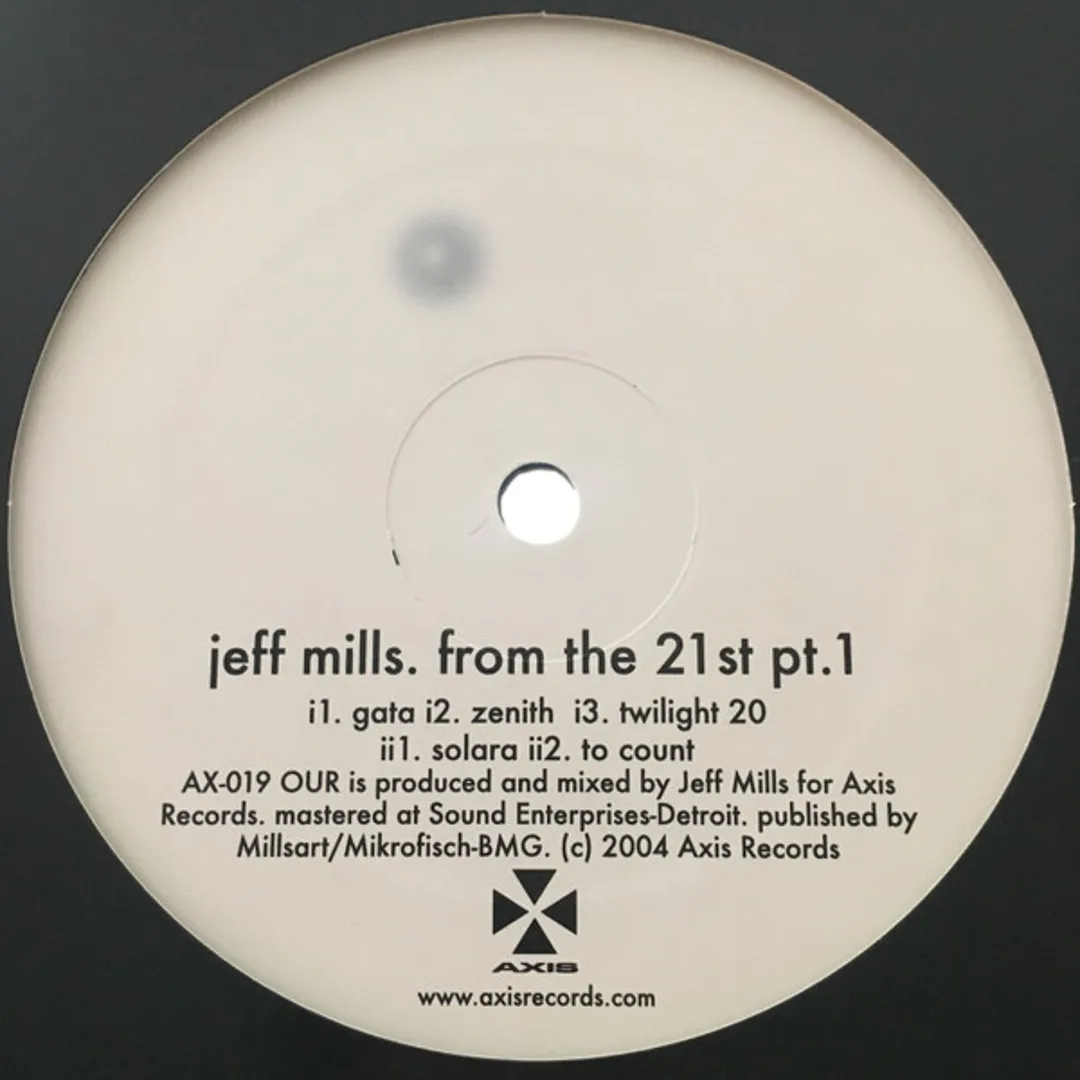 jeff mills. from the 21st pt.1
i1. gata i2. zenith i3. twilight 20
ii1. solara ii2. to count
AX-019 OUR is produced and mixed by Jeff Mills for Axis
Records. mastered at Sound Enterprises-Detroit. published by
Millsart/Mikrofisch-BMG. (c) 2004 Axis Records
AXIS
www.axisrecords.com